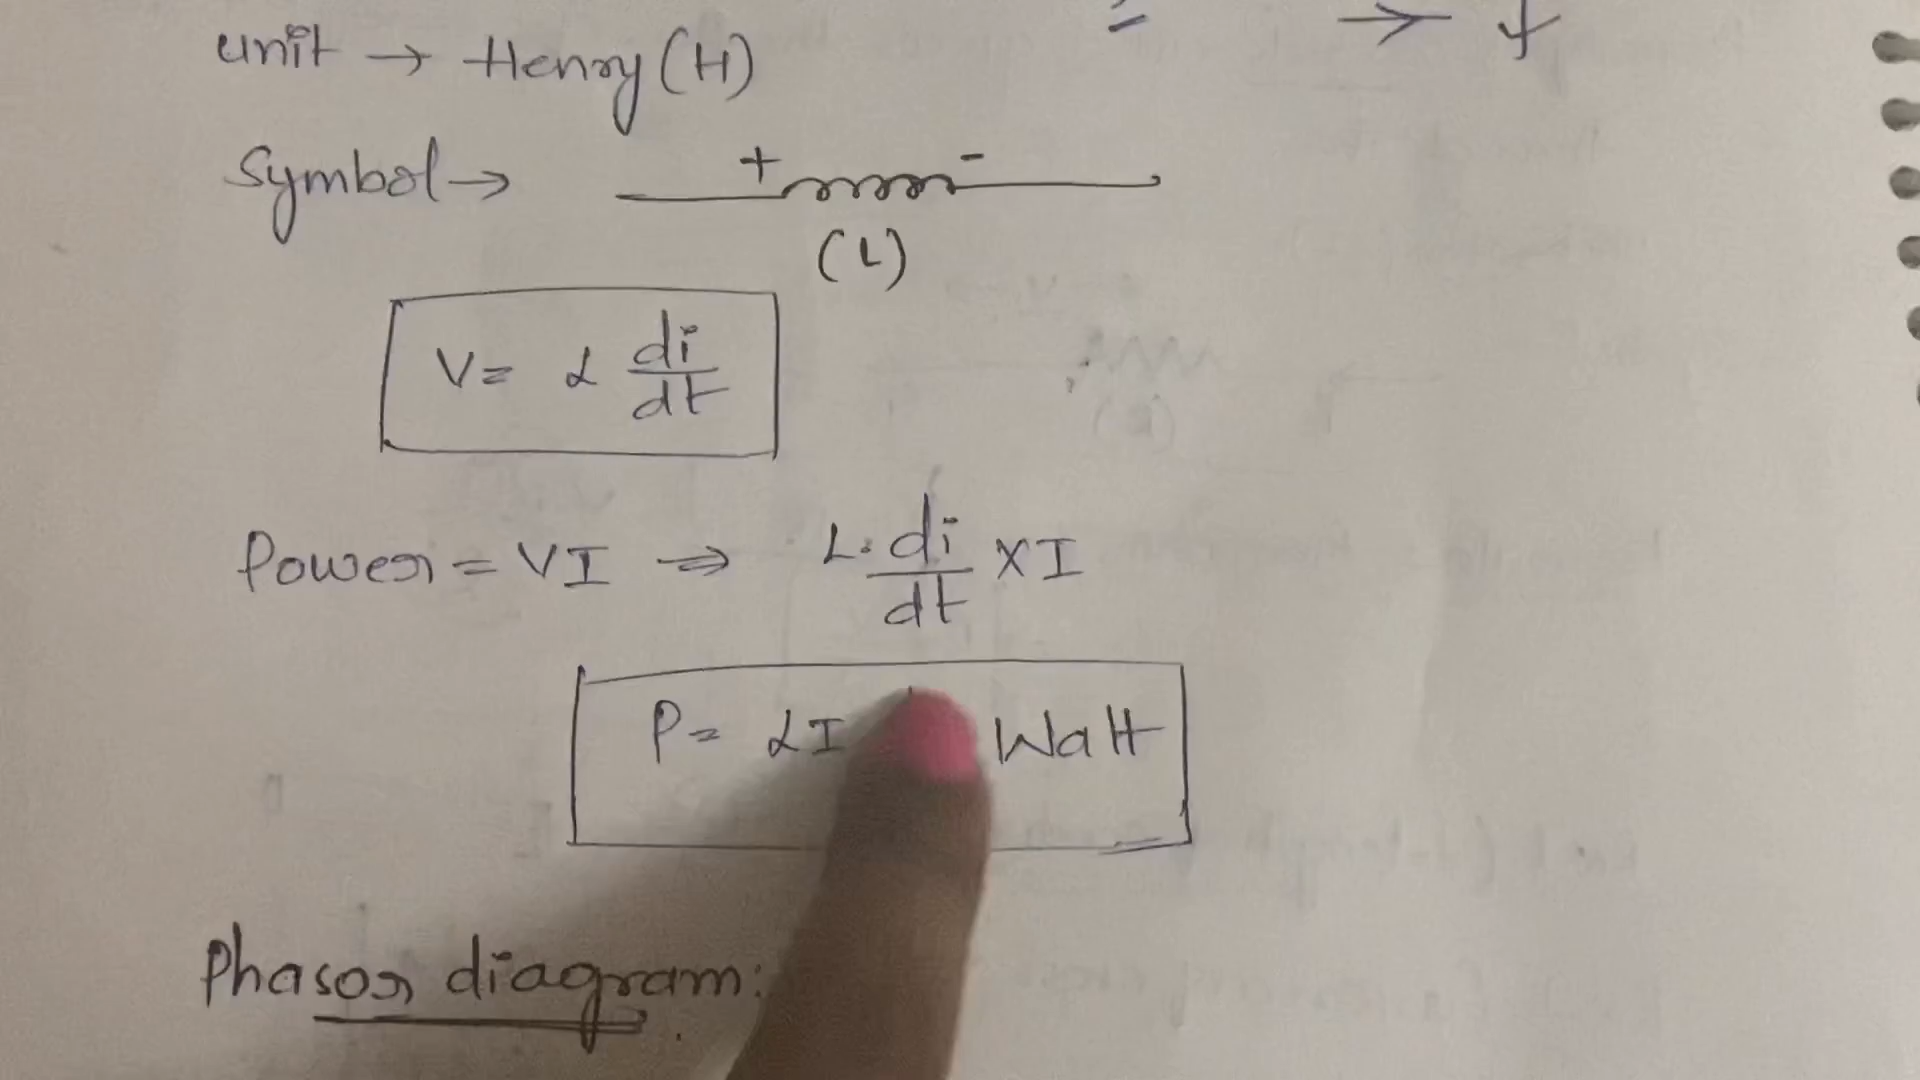 unit → Henry (H)
Symbol → + -
(L)
V = L di/dt
Power = VI ⇒ L. di/dt X I
P = LI Watt
Phasor diagram: